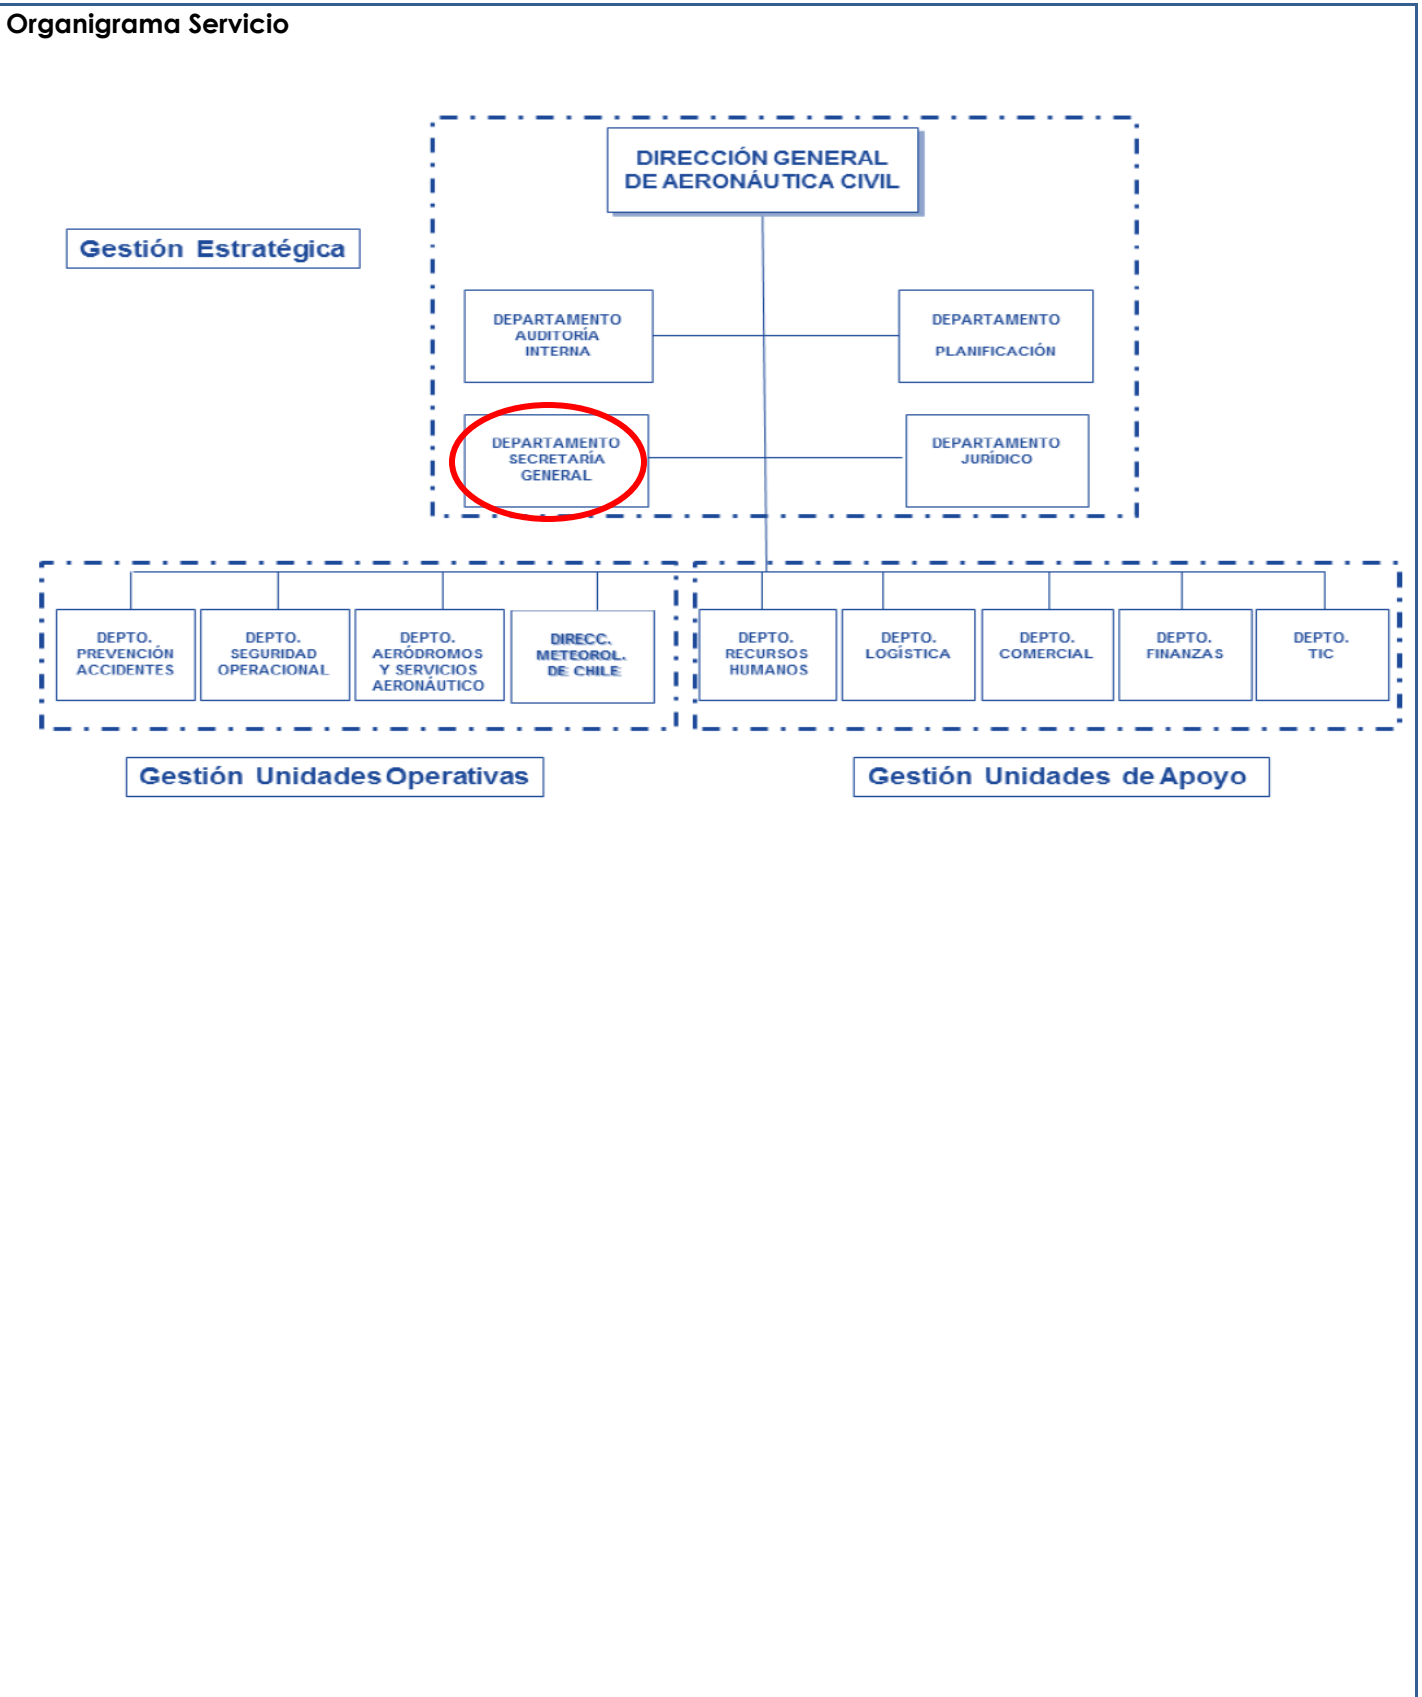 Organigrama Servicio
DIRECCIÓN GENERAL
DE AERONÁUTICA CIVIL
Gestión Estratégica
DEPARTAMENTO
AUDITORÍA
INTERNA
DEPARTAMENTO
PLANIFICACIÓN
DEPARTAMENTO
SECRETARÍA
GENERAL
DEPARTAMENTO
JURÍDICO
DEPTO.
PREVENCIÓN
ACCIDENTES
DEPTO.
SEGURIDAD
OPERACIONAL
DEPTO.
AERÓDROMOS
Y SERVICIOS
AERONÁUTICO
DIRECC.
METEOROL.
DE CHILE
DEPTO.
RECURSOS
HUMANOS
DEPTO.
LOGÍSTICA
DEPTO.
COMERCIAL
DEPTO.
FINANZAS
DEPTO.
TIC
Gestión Unidades Operativas
Gestión Unidades de Apoyo